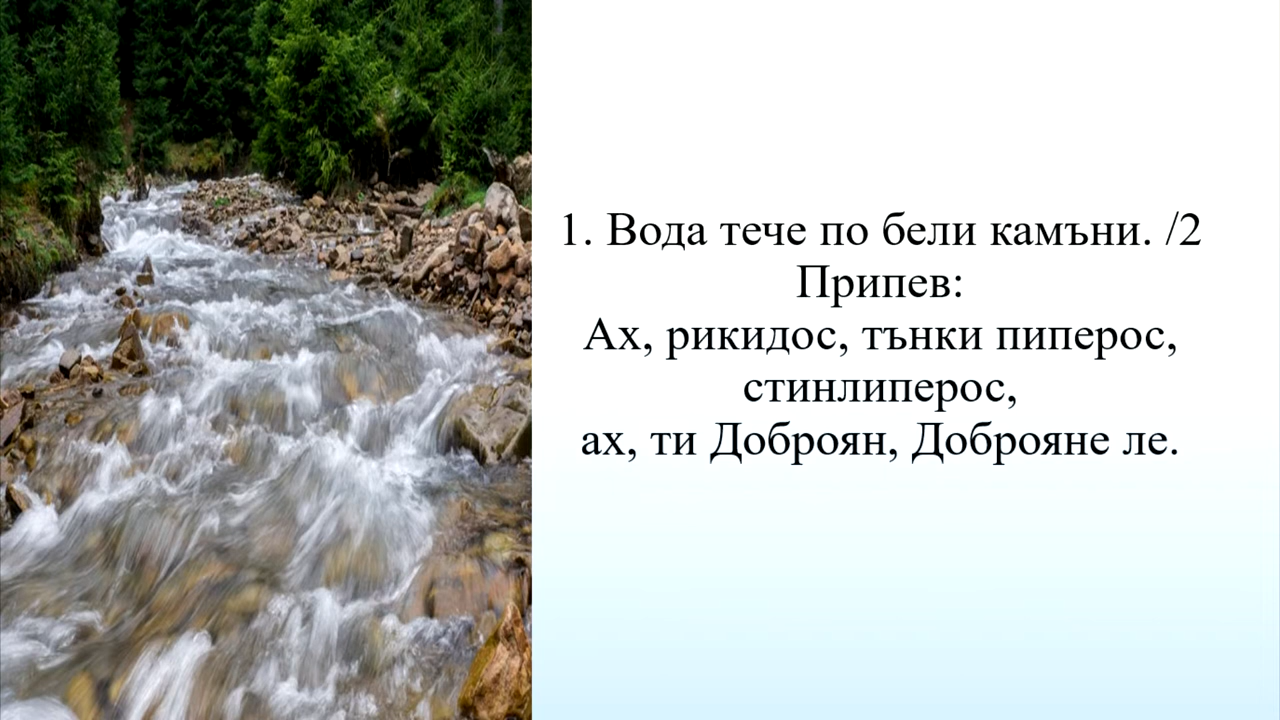 1. Вода тече по бели камъни. /2
Припев:
Ах, рикидос, тънки пиперос,
стинлиперос,
ах, ти Доброян, Доброяне ле.